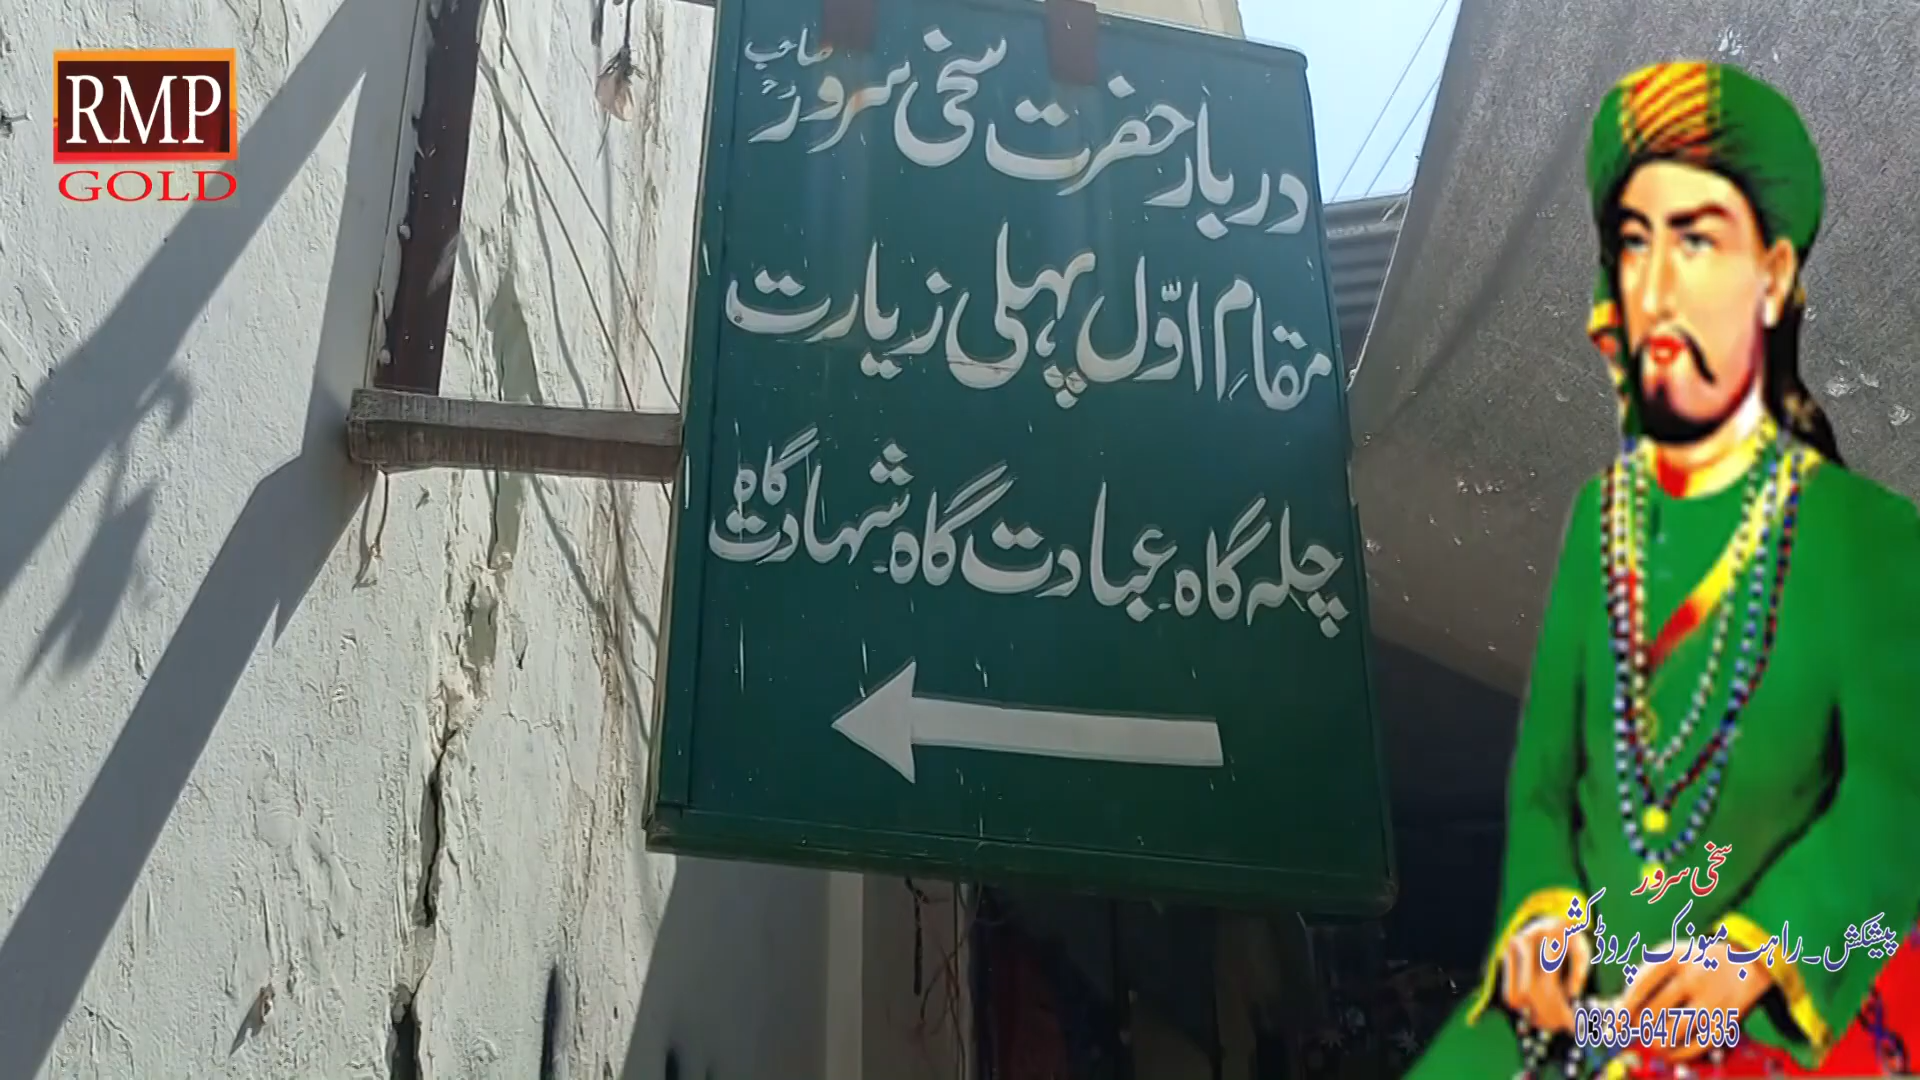 RMP
GOLD
دربار حضرت سخی سرور صاحبؒ
مقامِ اوّل پہلی زیارت
چلہ گاہ۔عبادت گاہ۔شہادت گاہ
سخی سرور
پیشکش۔راہب میوزک پروڈکشن
0333-6477935